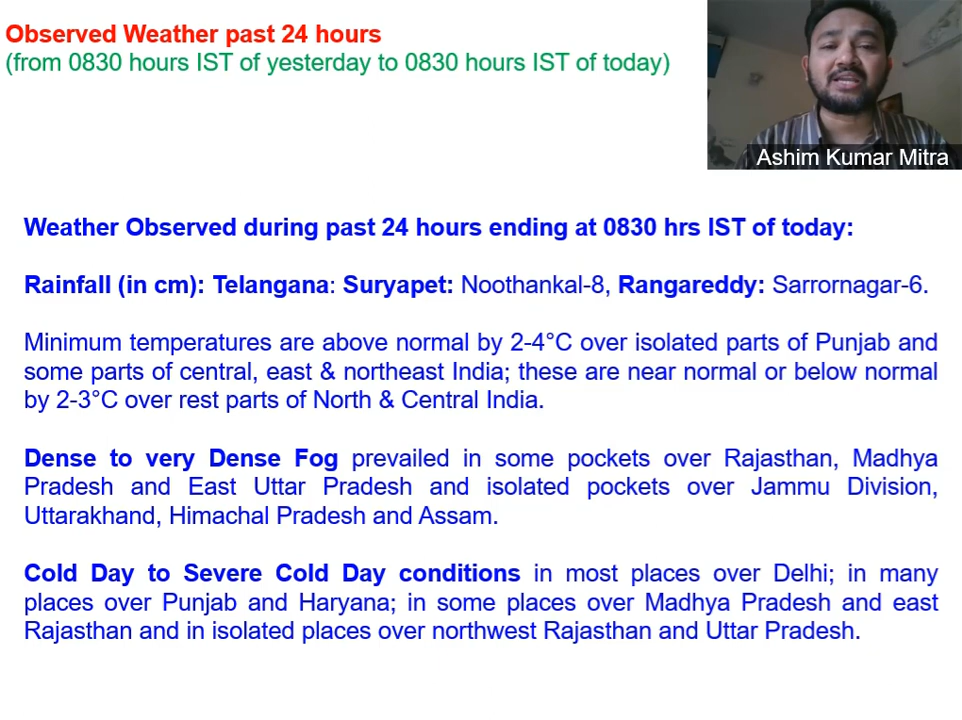 Observed Weather past 24 hours
(from 0830 hours IST of yesterday to 0830 hours IST of today)
Ashim Kumar Mitra
Weather Observed during past 24 hours ending at 0830 hrs IST of today:
Rainfall (in cm): Telangana: Suryapet: Noothankal-8, Rangareddy: Sarrornagar-6.
Minimum temperatures are above normal by 2-4°C over isolated parts of Punjab and
some parts of central, east & northeast India; these are near normal or below normal
by 2-3°C over rest parts of North & Central India.
Dense to very Dense Fog prevailed in some pockets over Rajasthan, Madhya
Pradesh and East Uttar Pradesh and isolated pockets over Jammu Division,
Uttarakhand, Himachal Pradesh and Assam.
Cold Day to Severe Cold Day conditions in most places over Delhi; in many
places over Punjab and Haryana; in some places over Madhya Pradesh and east
Rajasthan and in isolated places over northwest Rajasthan and Uttar Pradesh.